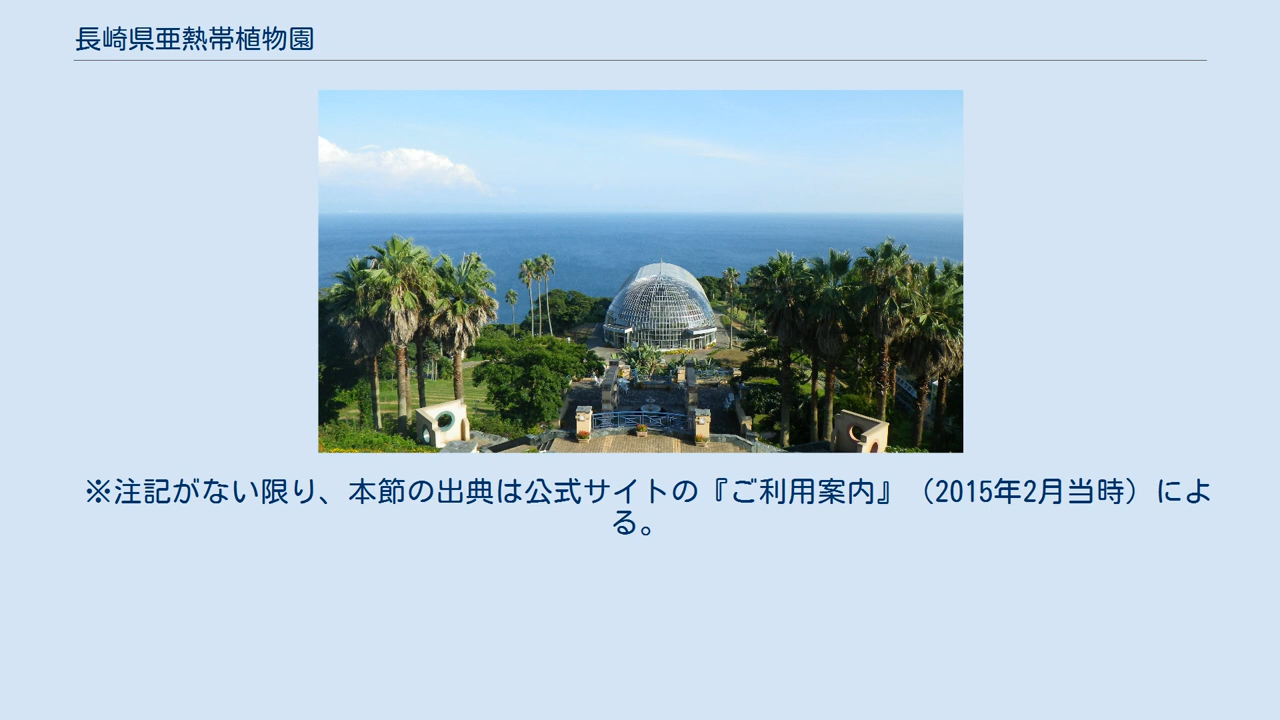 長崎県亜熱帯植物園
※注記がない限り、本節の出典は公式サイトの『ご利用案内』（2015年2月当時）によ
る。